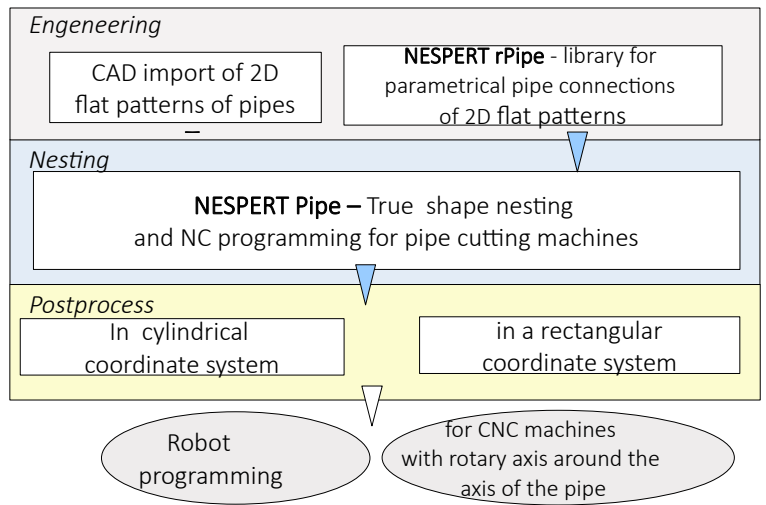 Engeneering
CAD import of 2D
flat patterns of pipes
–
NESPERT rPipe - library for
parametrical pipe connections
of 2D flat patterns
Nesting
NESPERT Pipe – True shape nesting
and NC programming for pipe cutting machines
Postprocess
In cylindrical
coordinate system
in a rectangular
coordinate system
Robot
programming
for CNC machines
with rotary axis around the
axis of the pipe